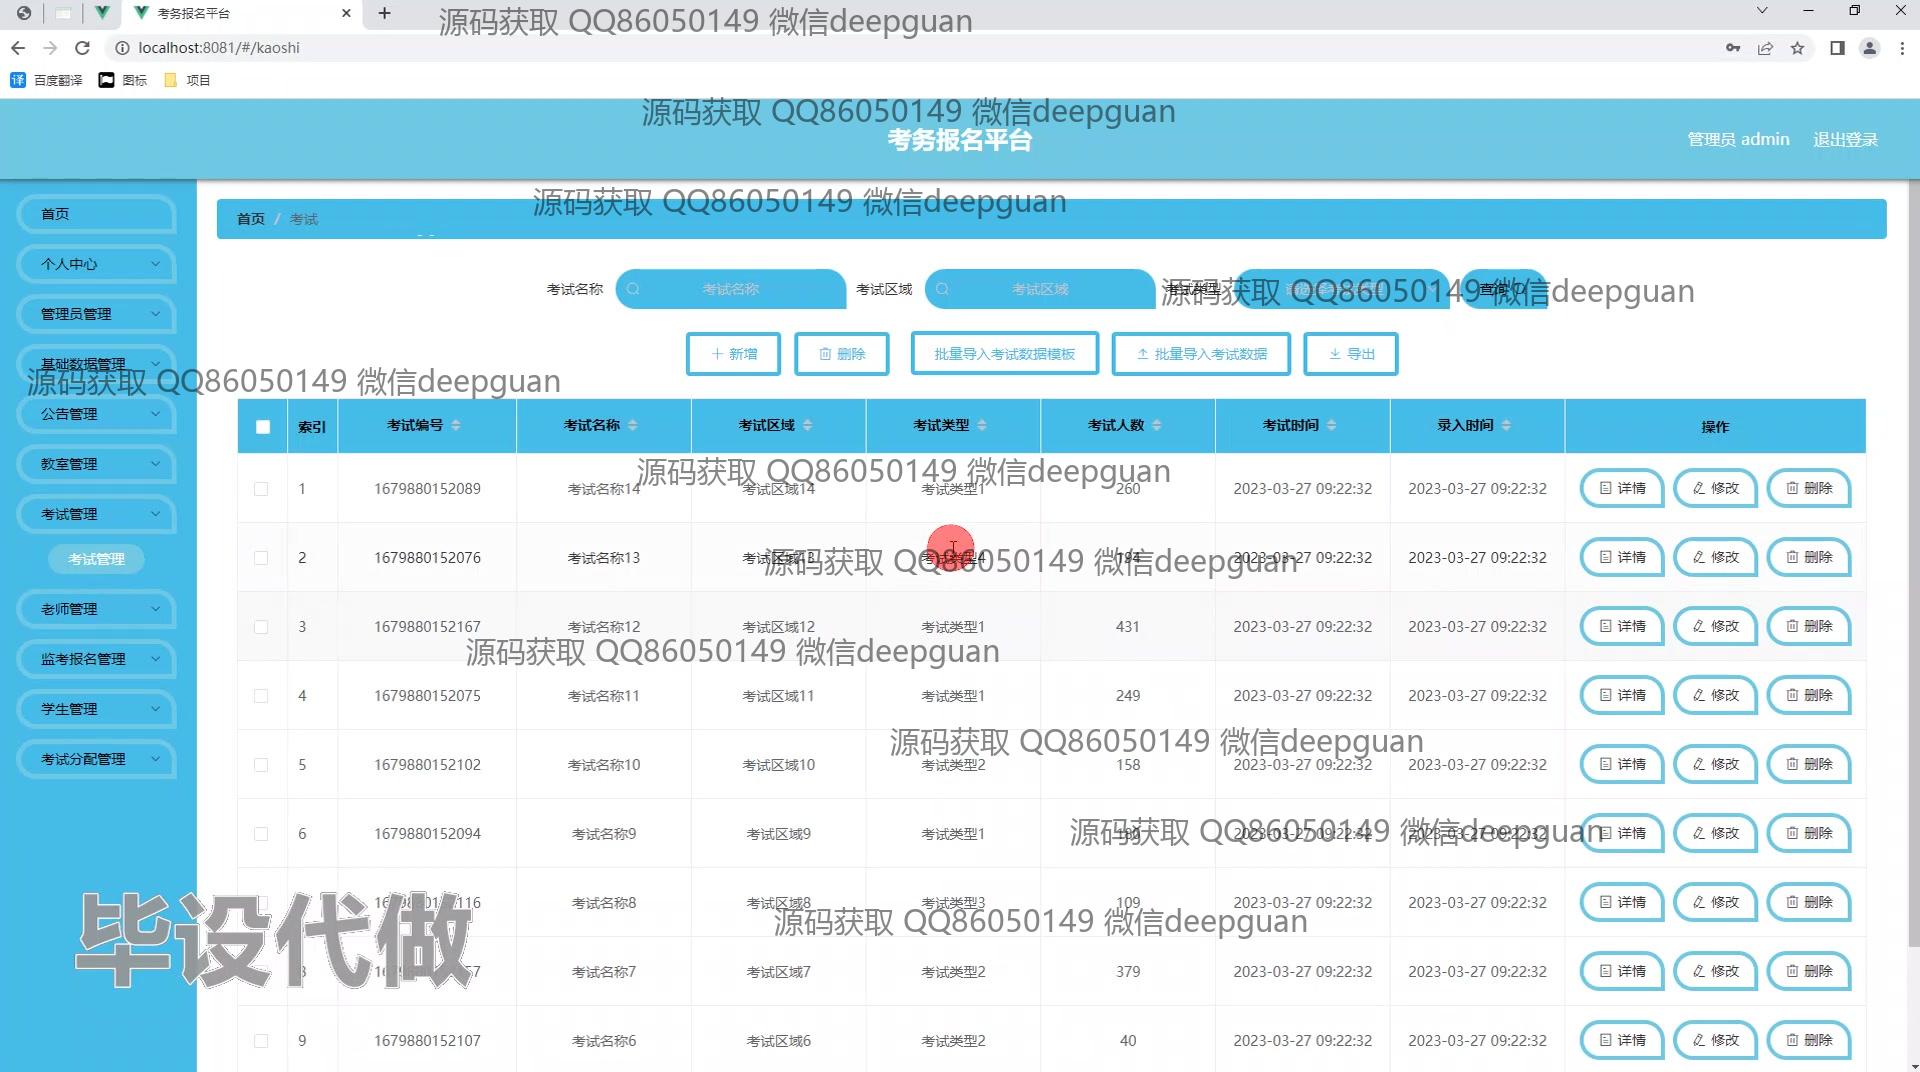 考务报名平台
源码获取 QQ86050149 微信deepguan
localhost:8081/#/kaoshi
百度翻译 图标 项目
源码获取 QQ86050149 微信deepguan
考务报名平台
管理员 admin 退出登录
源码获取 QQ86050149 微信deepguan
首页 / 考试
首页
个人中心
管理员管理
基础数据管理
公告管理
教室管理
考试管理
考试管理
老师管理
监考报名管理
学生管理
考试分配管理
考试名称 考试名称 考试区域 考试区域 考试类型 查询
源码获取 QQ86050149 微信deepguan
新增 删除 批量导入考试数据模板 批量导入考试数据 导出
源码获取 QQ86050149 微信deepguan
索引 考试编号 考试名称 考试区域 考试类型 考试人数 考试时间 录入时间 操作
1 1679880152089 考试名称14 考试区域14 考试类型1 260 2023-03-27 09:22:32 2023-03-27 09:22:32 详情 修改 删除
源码获取 QQ86050149 微信deepguan
2 1679880152076 考试名称13 考试区域13 考试类型4 194 2023-03-27 09:22:32 2023-03-27 09:22:32 详情 修改 删除
源码获取 QQ86050149 微信deepguan
3 1679880152167 考试名称12 考试区域12 考试类型1 431 2023-03-27 09:22:32 2023-03-27 09:22:32 详情 修改 删除
源码获取 QQ86050149 微信deepguan
4 1679880152075 考试名称11 考试区域11 考试类型1 249 2023-03-27 09:22:32 2023-03-27 09:22:32 详情 修改 删除
源码获取 QQ86050149 微信deepguan
5 1679880152102 考试名称10 考试区域10 考试类型2 158 2023-03-27 09:22:32 2023-03-27 09:22:32 详情 修改 删除
6 1679880152094 考试名称9 考试区域9 考试类型1 180 2023-03-27 09:22:32 2023-03-27 09:22:32 详情 修改 删除
源码获取 QQ86050149 微信deepguan
考试名称8 考试区域8 考试类型3 109 2023-03-27 09:22:32 2023-03-27 09:22:32 详情 修改 删除
源码获取 QQ86050149 微信deepguan
毕设代做
8 考试名称7 考试区域7 考试类型2 379 2023-03-27 09:22:32 2023-03-27 09:22:32 详情 修改 删除
9 1679880152107 考试名称6 考试区域6 考试类型2 40 2023-03-27 09:22:32 2023-03-27 09:22:32 详情 修改 删除